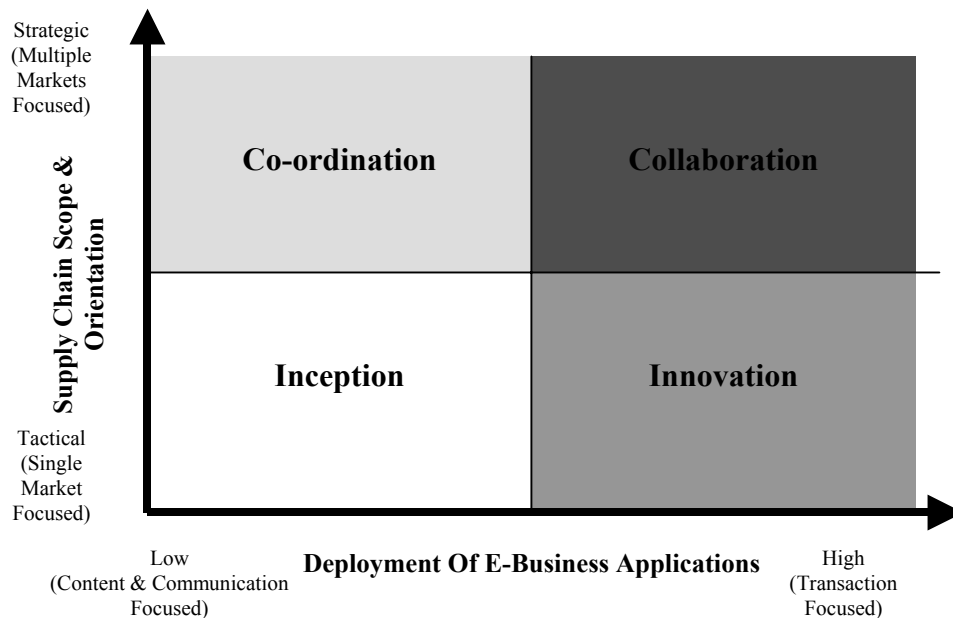 Strategic
(Multiple
Markets
Focused)
Co-ordination
Collaboration
Supply Chain Scope &
Orientation
Inception
Innovation
Tactical
(Single
Market
Focused)
Low
(Content & Communication
Focused)
Deployment Of E-Business Applications
High
(Transaction
Focused)